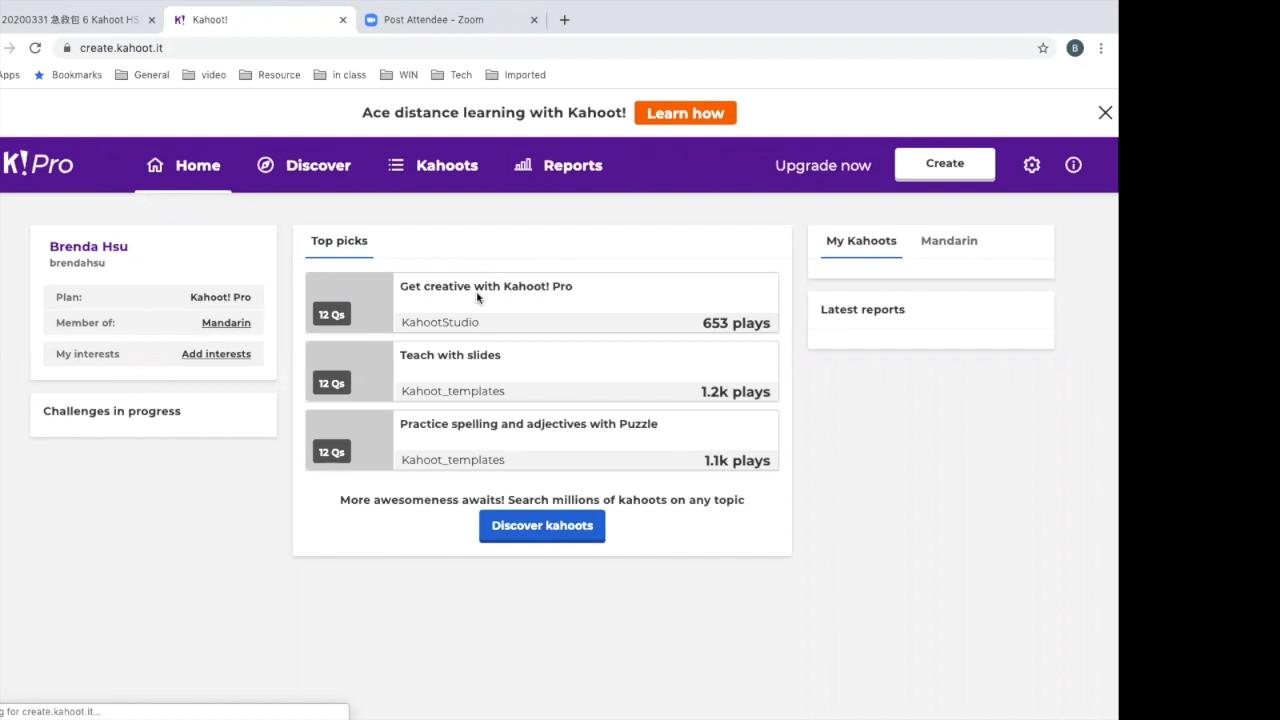 20200331 急救包 6 Kahoot HS
Kahoot!
Post Attendee - Zoom
create.kahoot.it
B
Apps
Bookmarks
General
video
Resource
in class
WIN
Tech
Imported
Ace distance learning with Kahoot!
Learn how
K! Pro
Home
Discover
Kahoots
Reports
Upgrade now
Create
Brenda Hsu
brendahsu
Plan: Kahoot! Pro
Member of: Mandarin
My interests Add interests
Challenges in progress
Top picks
12 Qs
Get creative with Kahoot! Pro
KahootStudio 653 plays
12 Qs
Teach with slides
Kahoot_templates 1.2k plays
12 Qs
Practice spelling and adjectives with Puzzle
Kahoot_templates 1.1k plays
More awesomeness awaits! Search millions of kahoots on any topic
Discover kahoots
My Kahoots Mandarin
Latest reports
g for create.kahoot.it...